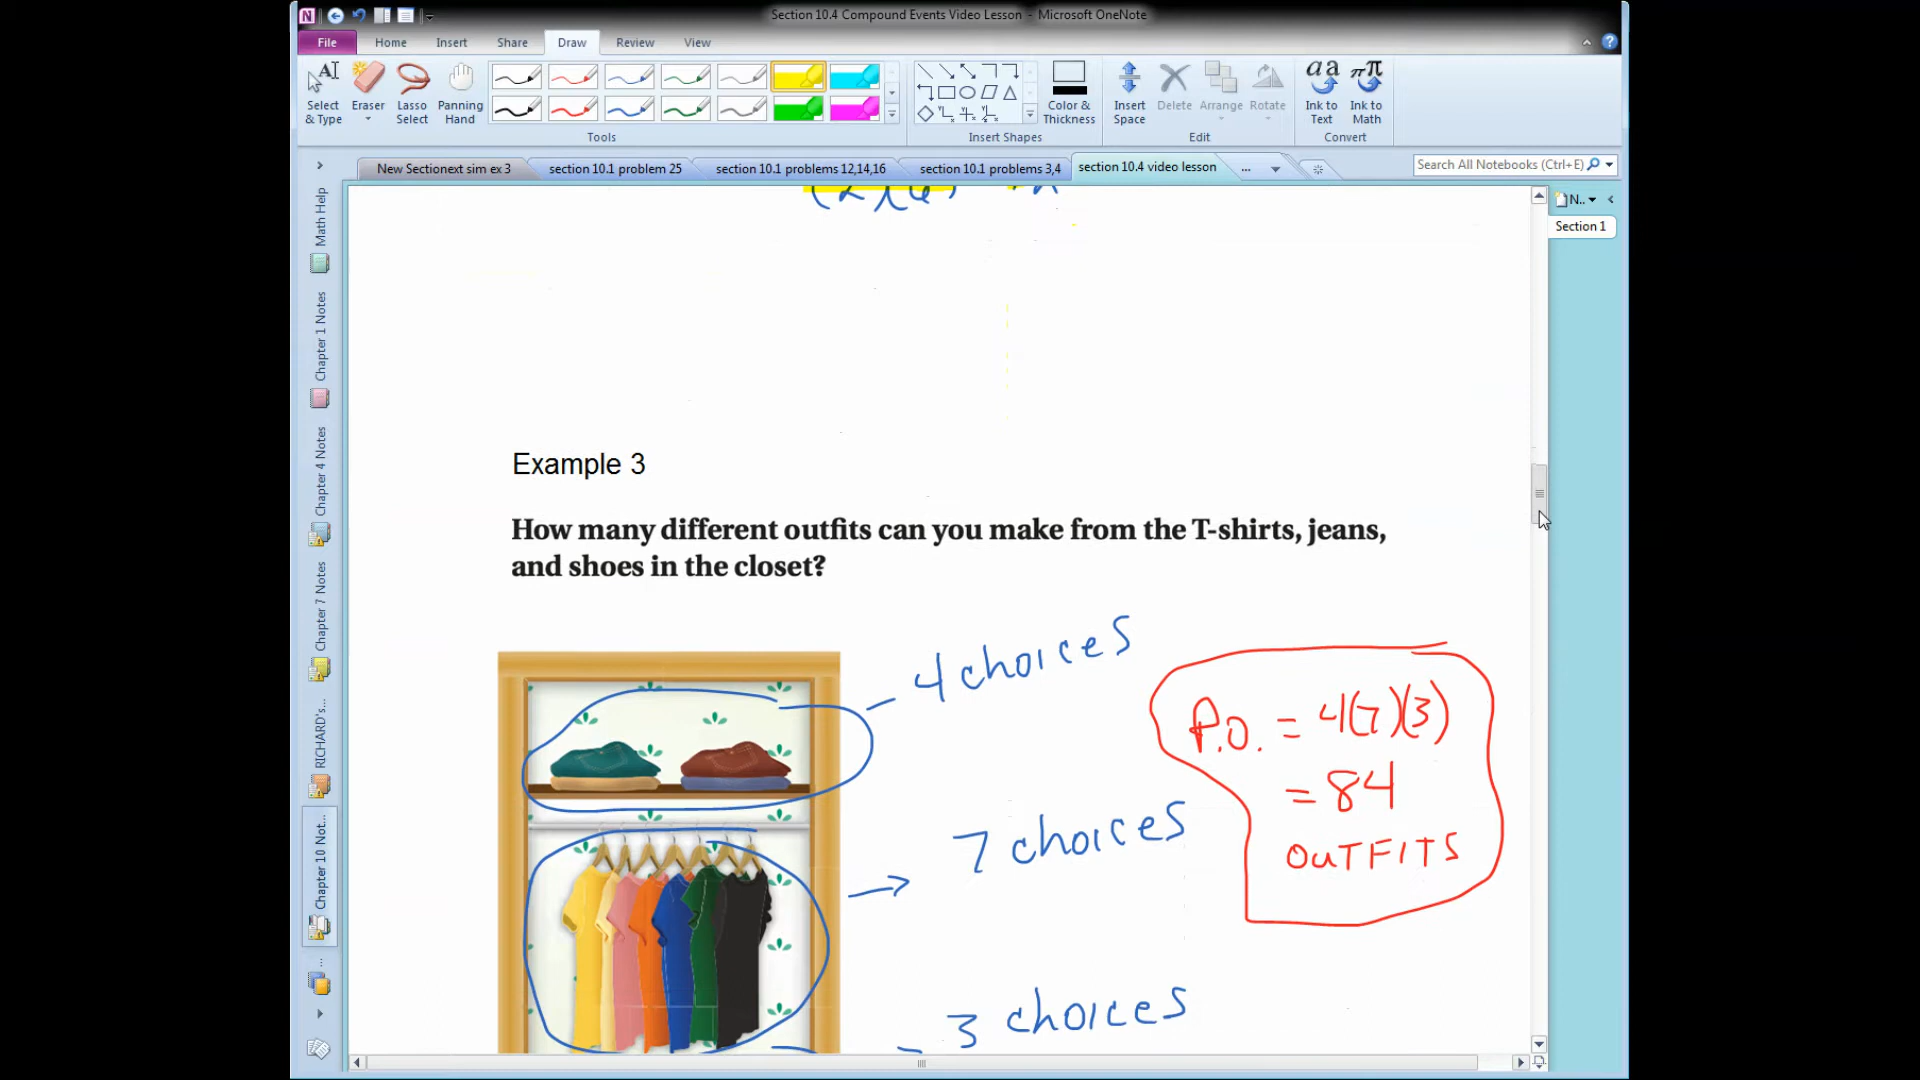 Section 10.4 Compound Events Video Lesson - Microsoft OneNote
File Home Insert Share Draw Review View
Select & Type
Eraser
Lasso Select
Panning Hand
Color & Thickness
Insert Space
Delete
Arrange
Rotate
Ink to Text
Ink to Math
Tools
Insert Shapes
Edit
Convert
New Sectionext sim ex 3
section 10.1 problem 25
section 10.1 problems 12,14,16
section 10.1 problems 3,4
section 10.4 video lesson
...
Search All Notebooks (Ctrl+E)
N..
Section 1
Math Help
Chapter 1 Notes
Chapter 4 Notes
Chapter 7 Notes
RICHARD's...
Chapter 10 Not...
Example 3
How many different outfits can you make from the T-shirts, jeans,
and shoes in the closet?
- 4 choices
P.O. = 4(7)(3)
= 84
OUTFITS
→ 7 choices
- 3 choices